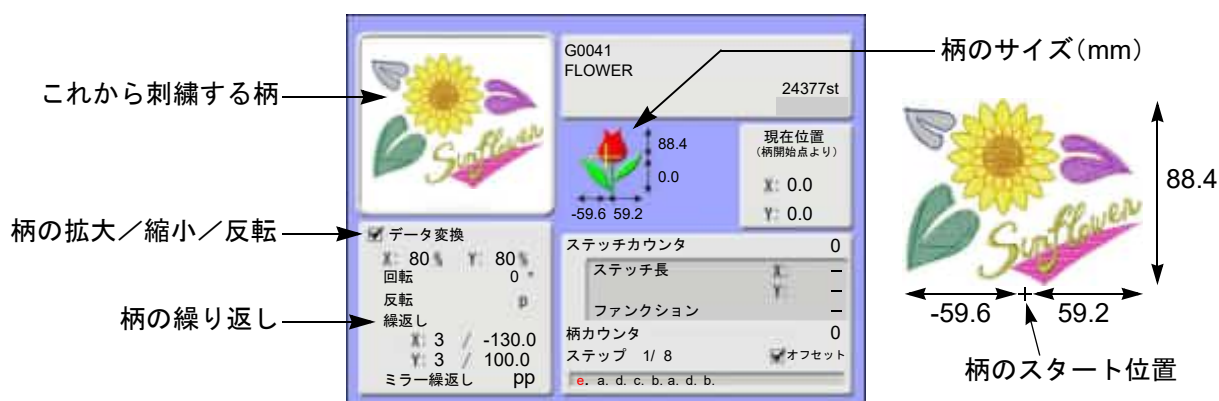 これから刺繍する柄
柄の拡大/縮小/反転
柄の繰り返し
Sunflower
データ変換
X: 80% Y: 80%
回転 0 °
反転 p
繰返し
X: 3 / -130.0
Y: 3 / 100.0
ミラー繰返し pp
G0041
FLOWER
24377st
88.4
0.0
-59.6 59.2
現在位置
(柄開始点より)
X: 0.0
Y: 0.0
ステッチカウンタ 0
ステッチ長 X: –
Y: –
ファンクション –
柄カウンタ 0
ステップ 1/ 8 オフセット
e. a. d. c. b. a. d. b.
柄のサイズ(mm)
Sunflower
88.4
-59.6 59.2
柄のスタート位置